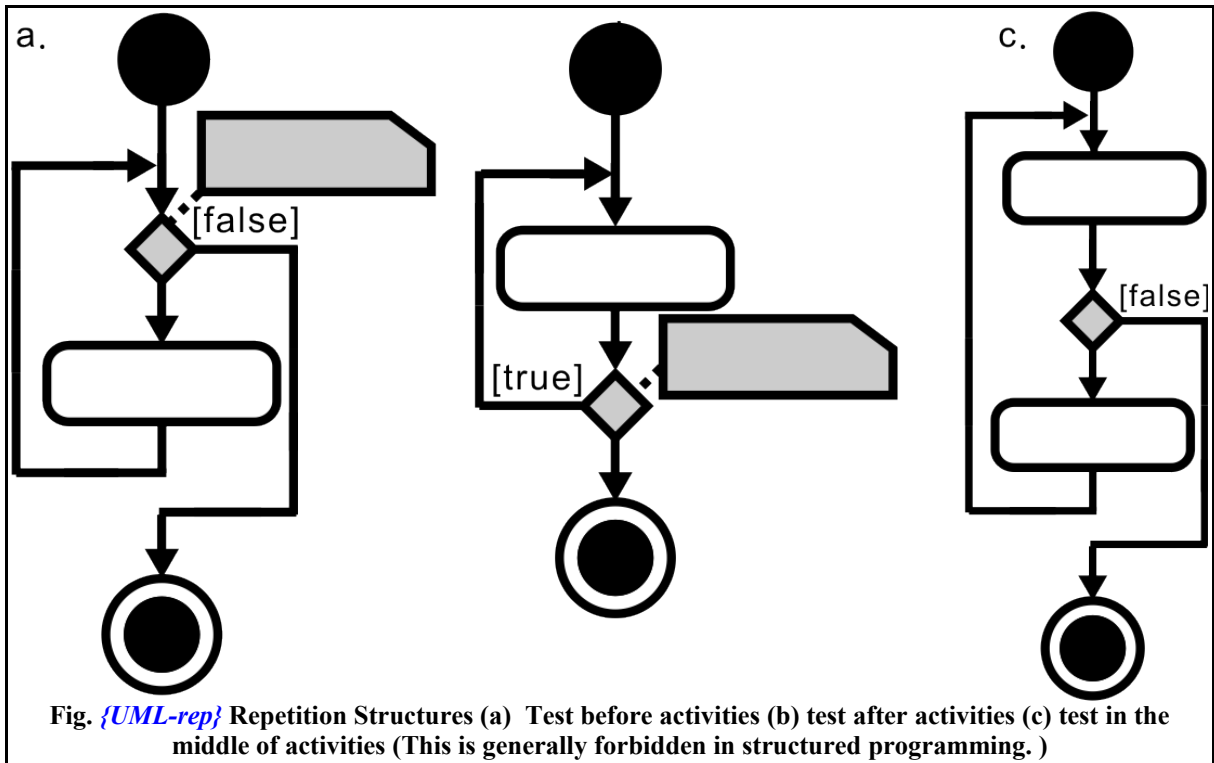 a.
c.
[false]
[false]
[true]
Fig. {UML-rep} Repetition Structures (a) Test before activities (b) test after activities (c) test in the
middle of activities (This is generally forbidden in structured programming. )